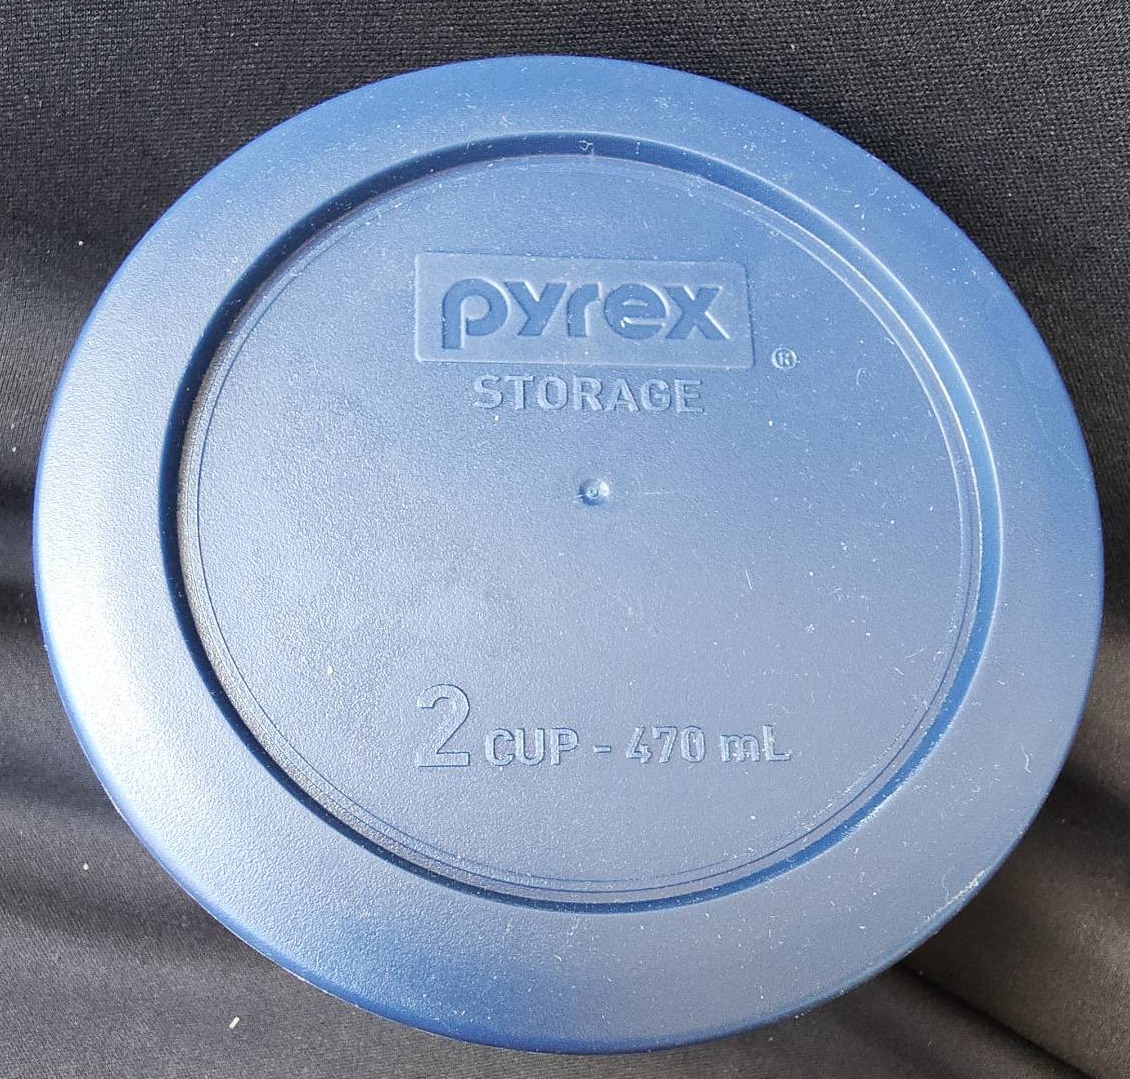 pyrex
®
STORAGE
2 CUP - 470 mL